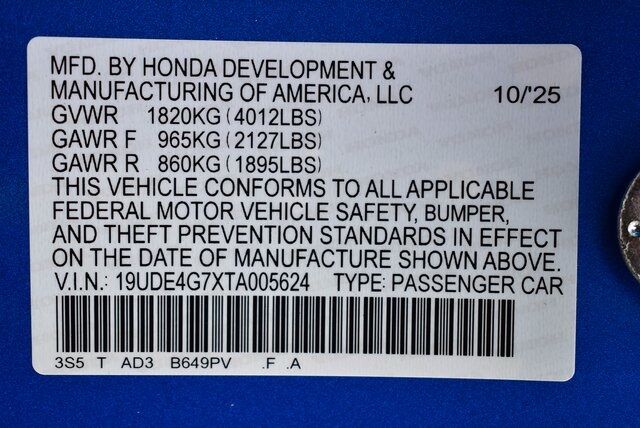 MFD. BY HONDA DEVELOPMENT &
MANUFACTURING OF AMERICA, LLC 10/'25
GVWR 1820KG (4012LBS)
GAWR F 965KG (2127LBS)
GAWR R 860KG (1895LBS)
THIS VEHICLE CONFORMS TO ALL APPLICABLE
FEDERAL MOTOR VEHICLE SAFETY, BUMPER,
AND THEFT PREVENTION STANDARDS IN EFFECT
ON THE DATE OF MANUFACTURE SHOWN ABOVE.
V.I.N.: 19UDE4G7XTA005624 TYPE: PASSENGER CAR
3S5 T AD3 B649PV .F .A